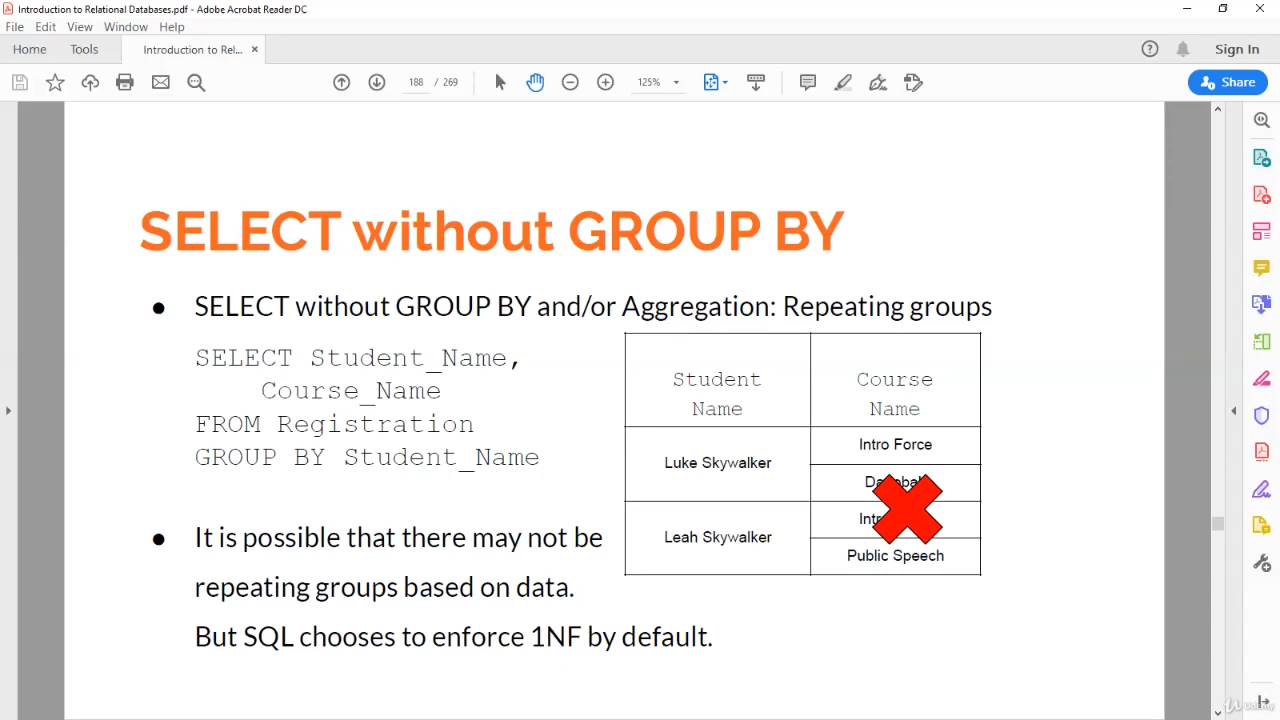 Introduction to Relational Databases.pdf - Adobe Acrobat Reader DC
File Edit View Window Help
Home Tools Introduction to Rel... × Sign In
188 / 269 125% Share
SELECT without GROUP BY
● SELECT without GROUP BY and/or Aggregation: Repeating groups
SELECT Student_Name,
Course_Name
FROM Registration
GROUP BY Student_Name
Student
Name
Course
Name
Luke Skywalker
Intro Force
Leah Skywalker
Public Speech
● It is possible that there may not be
repeating groups based on data.
But SQL chooses to enforce 1NF by default.
Udemy